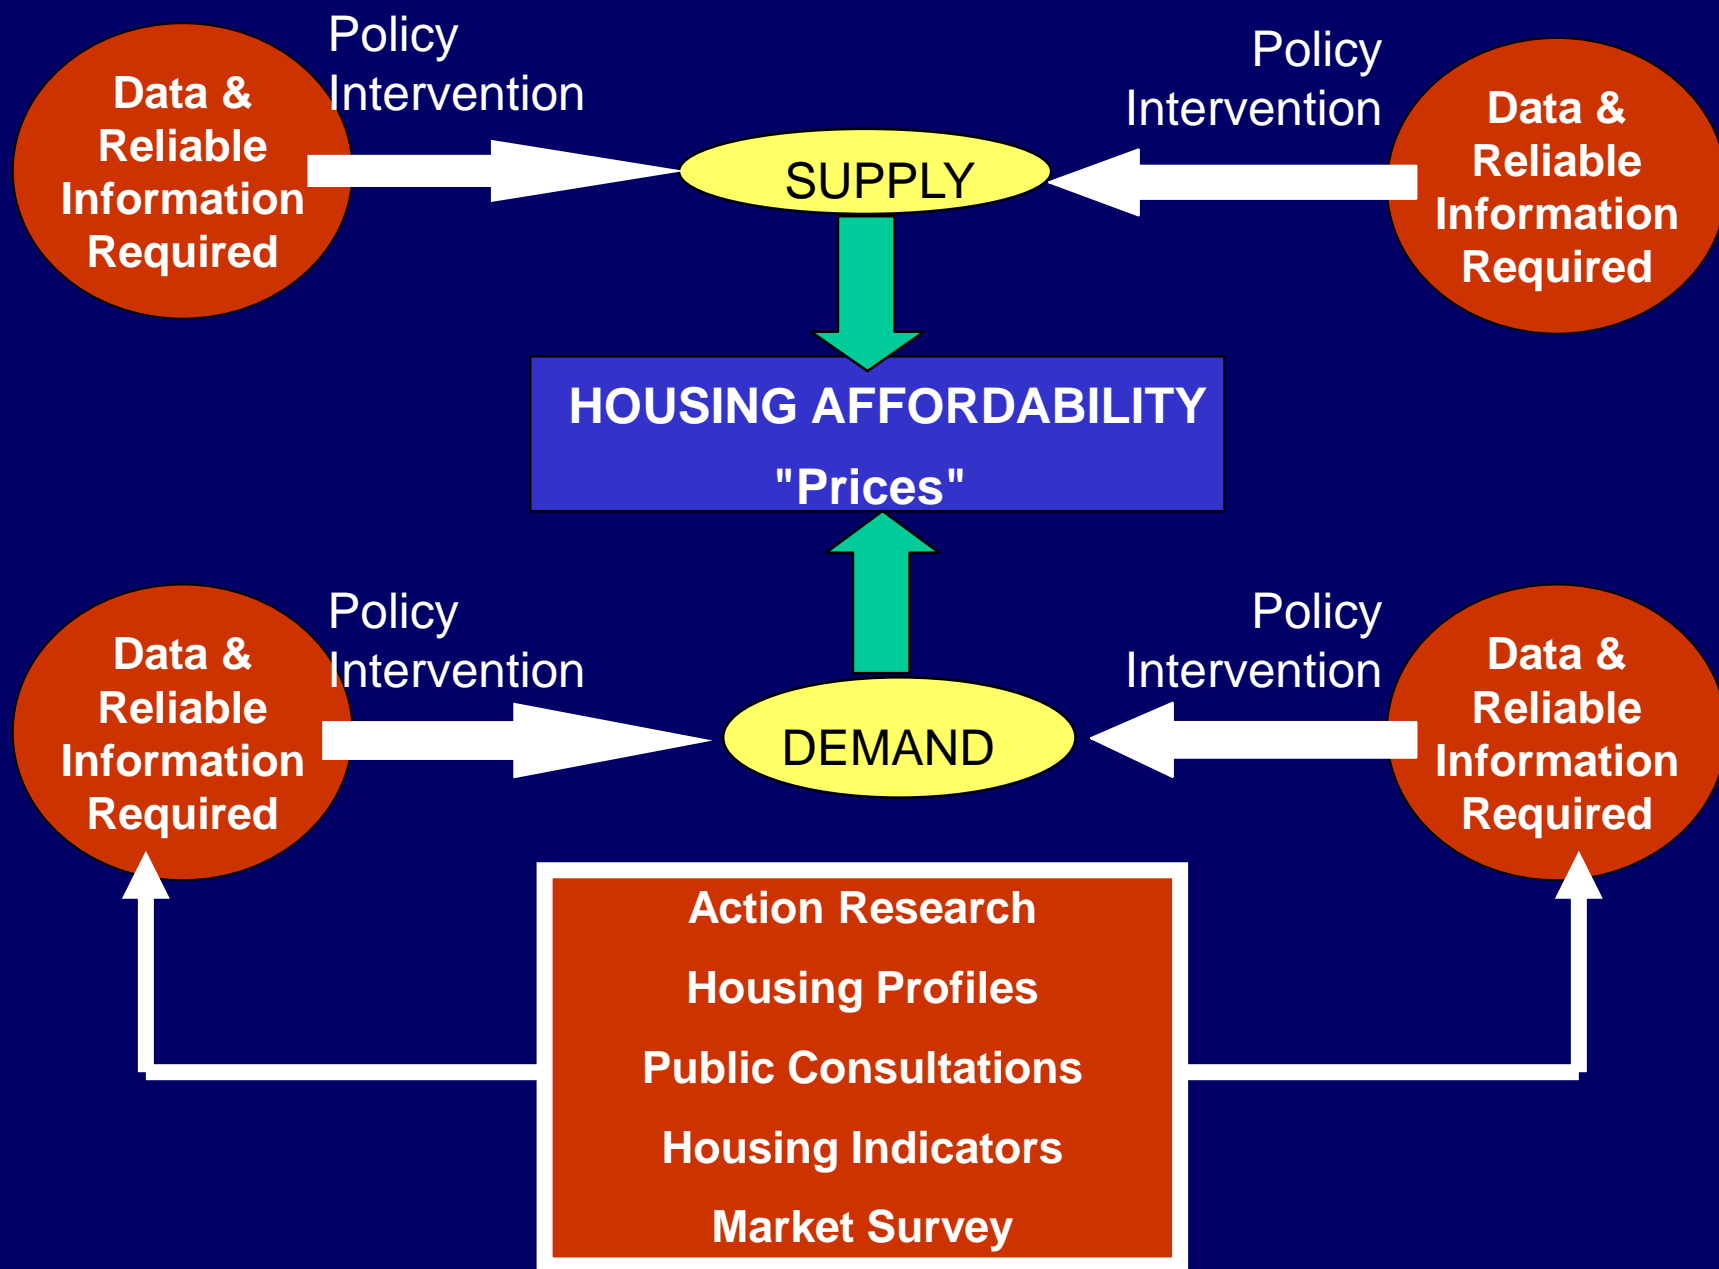 Data &
Reliable
Information
Required
Policy
Intervention
SUPPLY
Policy
Intervention
Data &
Reliable
Information
Required
HOUSING AFFORDABILITY
"Prices"
Data &
Reliable
Information
Required
Policy
Intervention
DEMAND
Policy
Intervention
Data &
Reliable
Information
Required
Action Research
Housing Profiles
Public Consultations
Housing Indicators
Market Survey